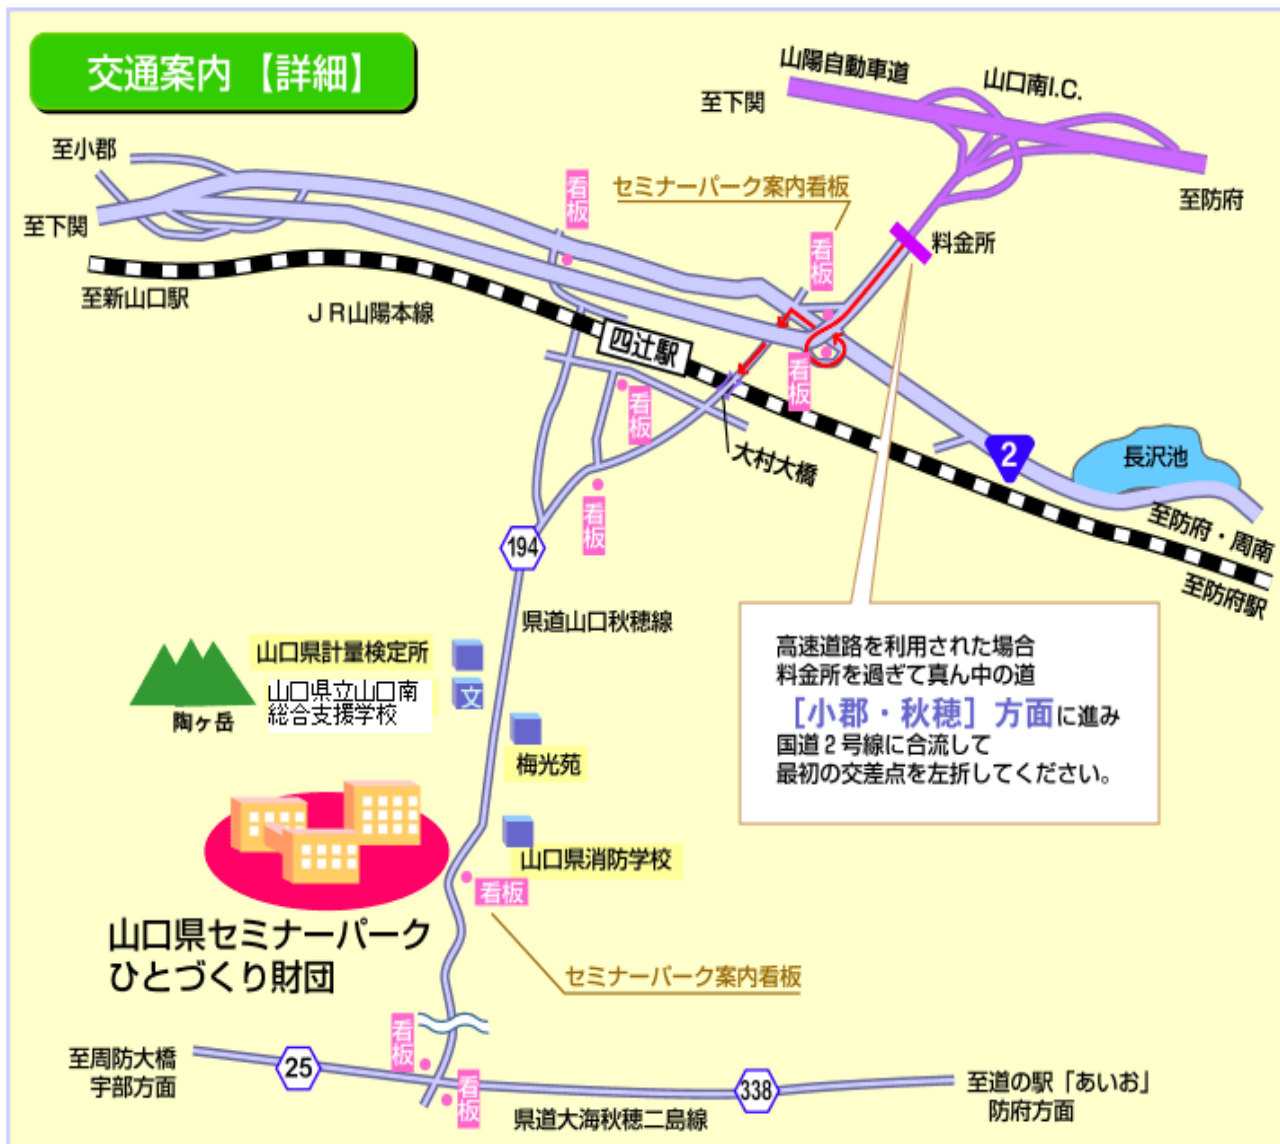 交通案内【詳細】
山陽自動車道
山口南I.C.
至下関
至小郡
至防府
セミナーパーク案内看板
看板
看板
至下関
料金所
至新山口駅
ＪＲ山陽本線
四辻駅
看板
看板
大村大橋
2
長沢池
看板
至防府・周南
194
至防府駅
県道山口秋穂線
高速道路を利用された場合
料金所を過ぎて真ん中の道
［小郡・秋穂］方面に進み
国道２号線に合流して
最初の交差点を左折してください。
山口県計量検定所
山口県立山口南
総合支援学校
文
陶ヶ岳
梅光苑
山口県消防学校
看板
山口県セミナーパーク
ひとづくり財団
セミナーパーク案内看板
看板
至周防大橋
宇部方面
25
看板
338
県道大海秋穂二島線
至道の駅「あいお」
防府方面